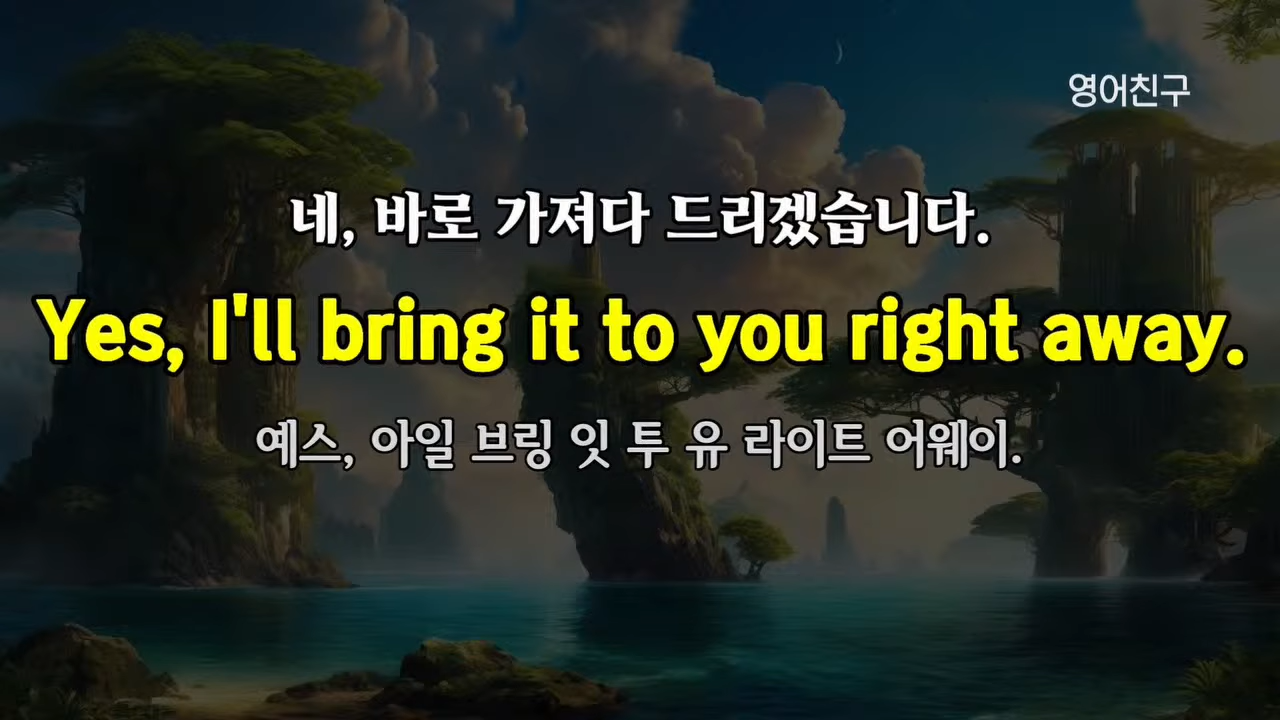 영어친구
네, 바로 가져다 드리겠습니다.
Yes, I'll bring it to you right away.
예스, 아일 브링 잇 투 유 라이트 어웨이.